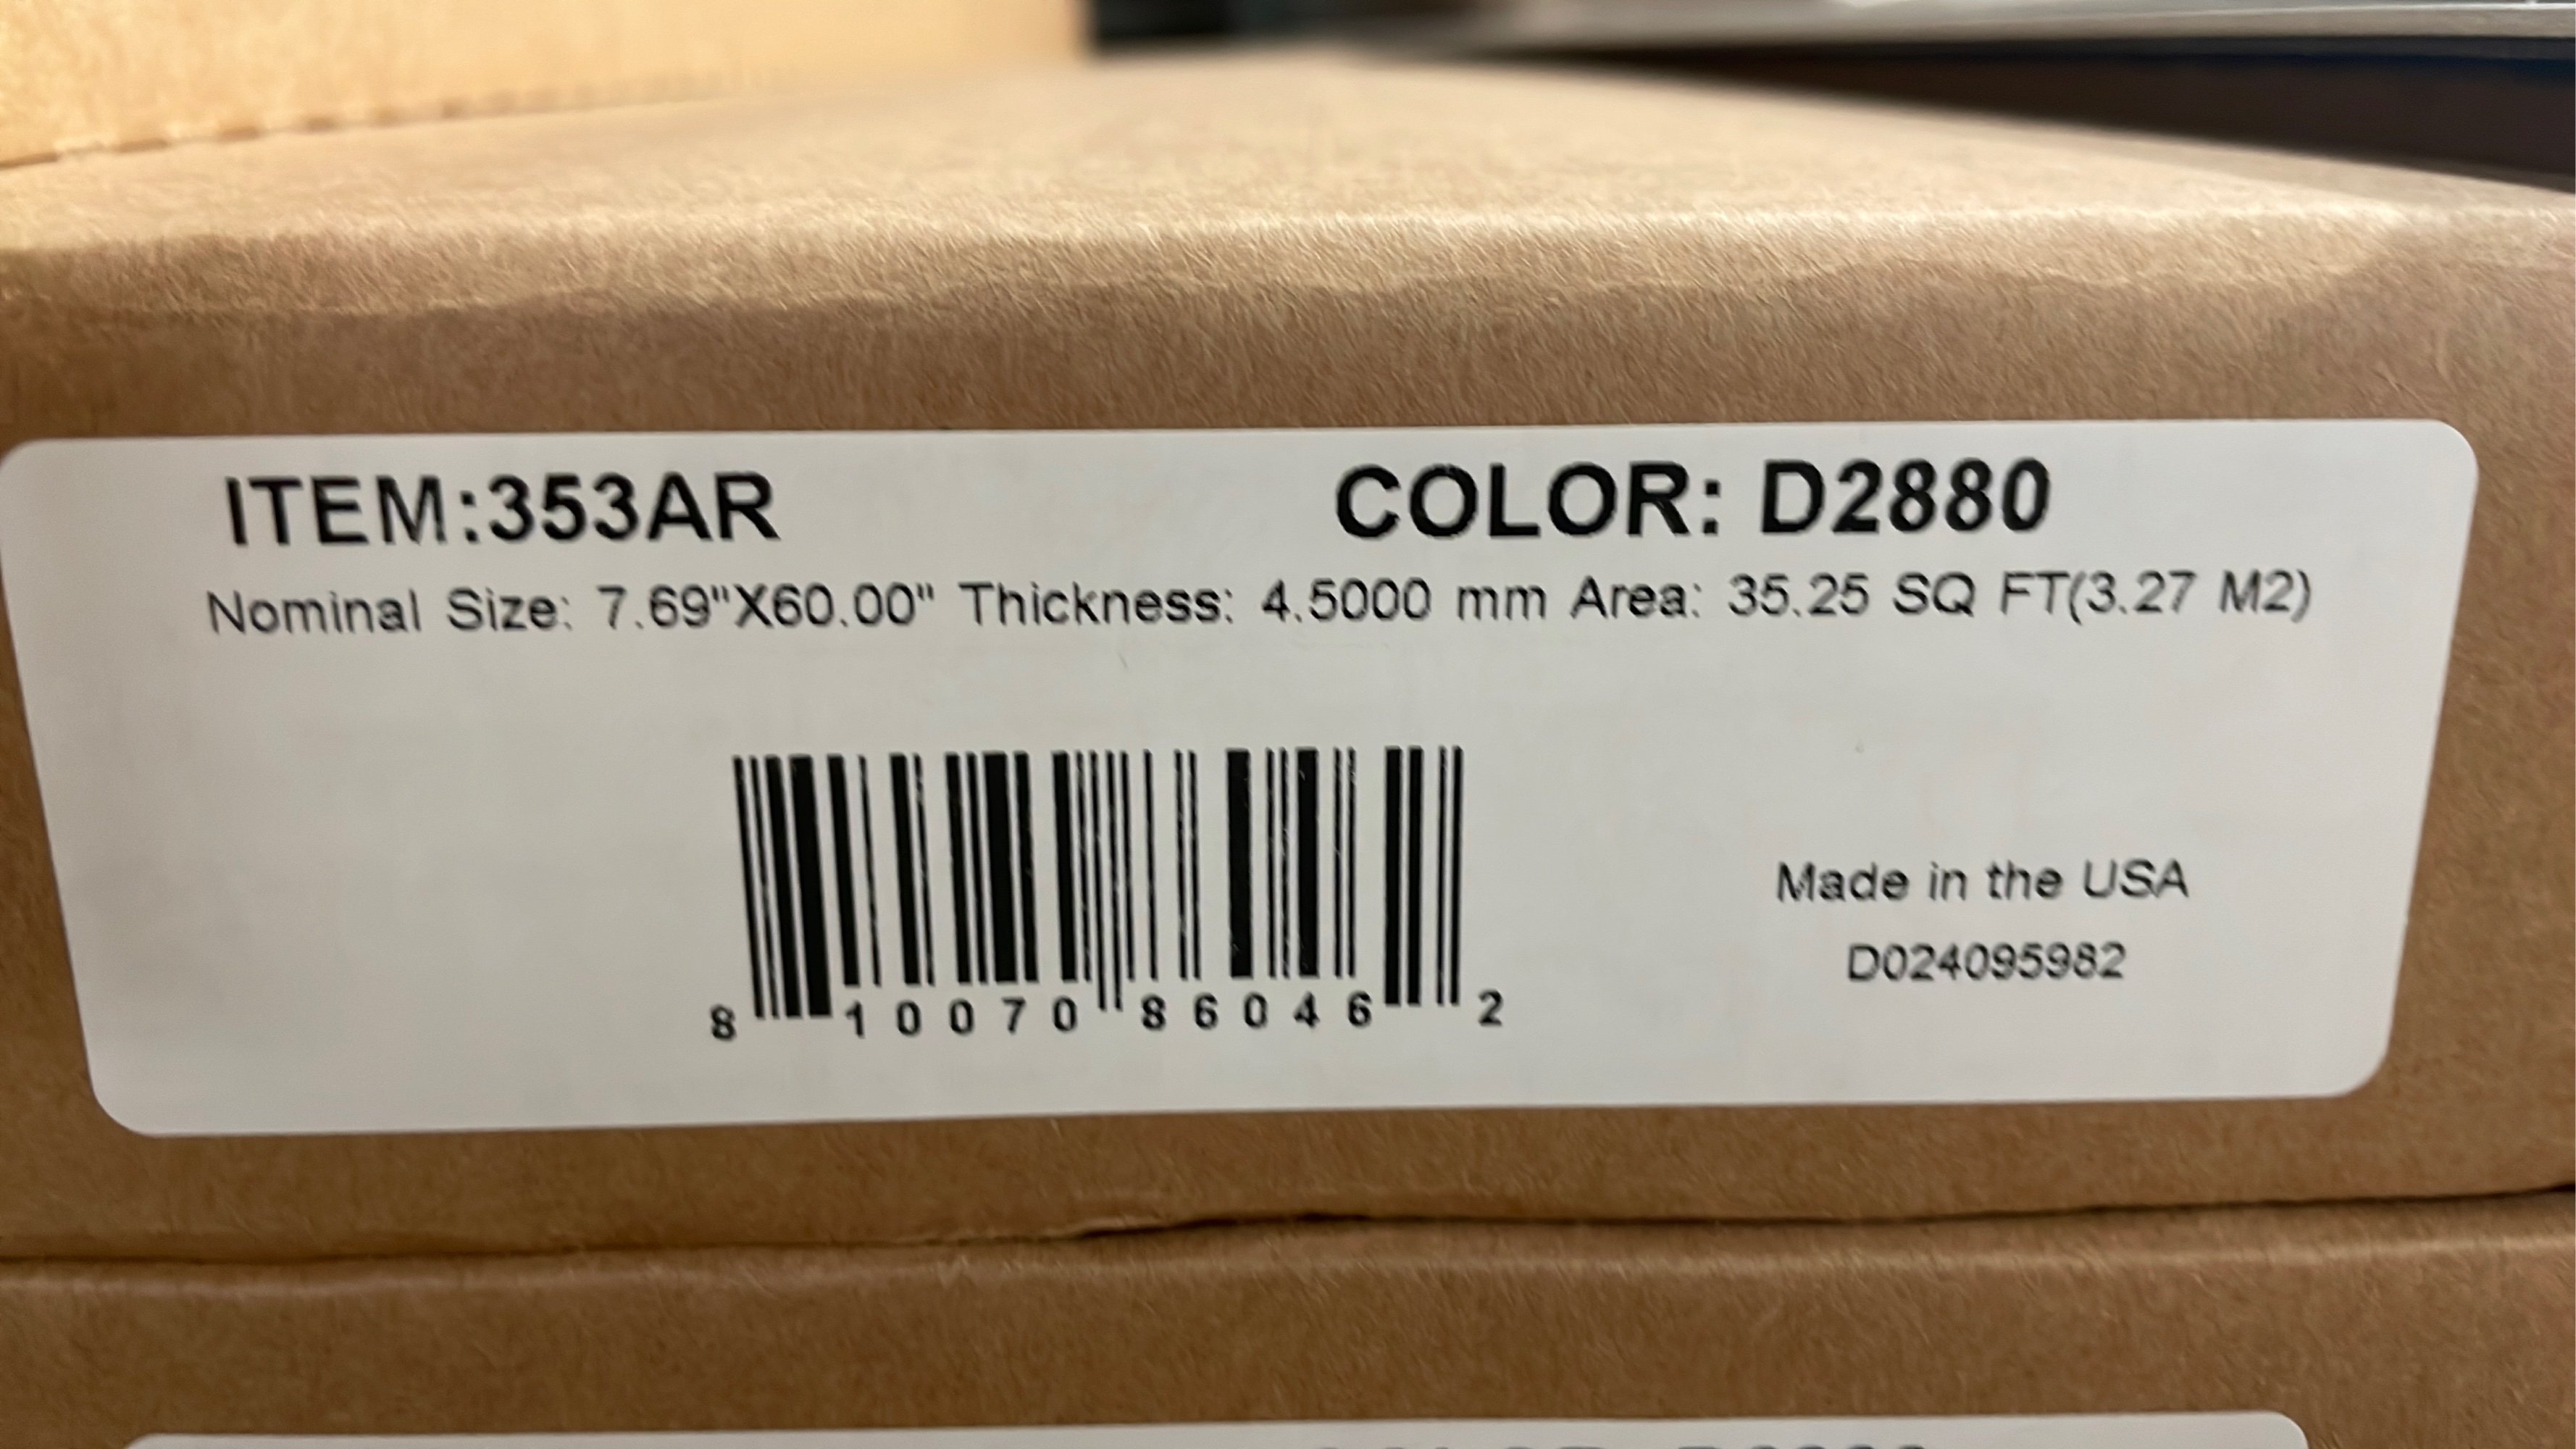 ITEM:353AR COLOR: D2880
Nominal Size: 7.69"X60.00" Thickness: 4.5000 mm Area: 35.25 SQ FT(3.27 M2)
Made in the USA
D024095982
8 10070 86046 2